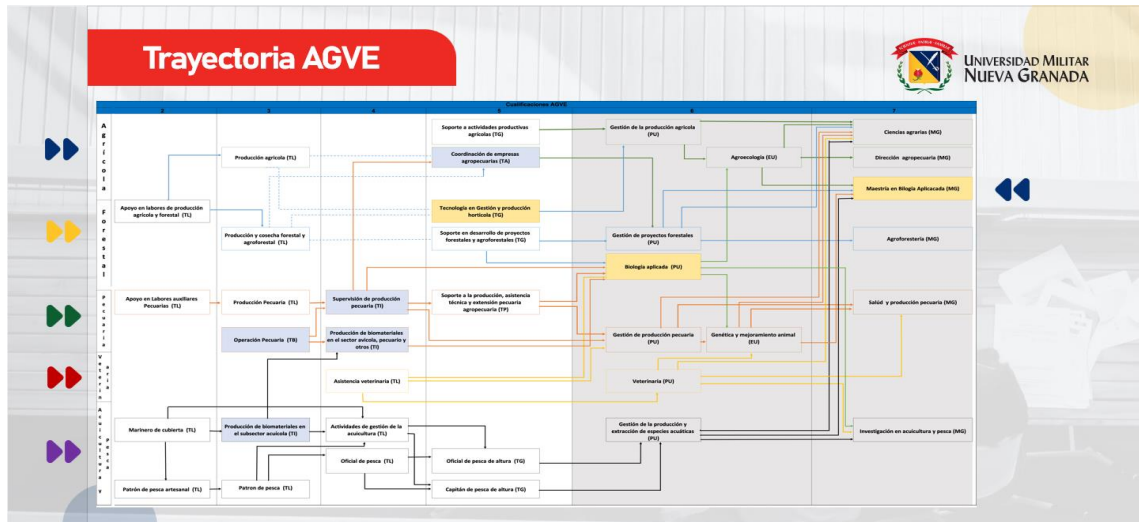 Trayectoria AGVE
UNIVERSIDAD MILITAR
NUEVA GRANADA
Cualificaciones AGVE
2 3 4 5 6 7
Agrícola
Soporte a actividades productivas
agrícolas (TG)
Gestión de la producción agrícola
(PU)
Ciencias agrarias (MG)
Producción agrícola (TL)
Coordinación de empresas
agropecuarias (TA)
Agroecología (EU)
Dirección agropecuaria (MG)
Maestría en Bilogía Aplicacada (MG)
Forestal
Apoyo en labores de producción
agrícola y forestal (TL)
Tecnología en Gestión y producción
hortícola (TG)
Producción y cosecha forestal y
agroforestal (TL)
Soporte en desarrollo de proyectos
forestales y agroforestales (TG)
Gestión de proyectos forestales
(PU)
Agroforestería (MG)
Biología aplicada (PU)
Pecuaria
Apoyo en Labores auxiliares
Pecuarias (TL)
Producción Pecuaria (TL)
Supervisión de producción
pecuaria (TI)
Soporte a la producción, asistencia
técnica y extensión pecuaria
agropecuaria (TP)
Salúd y producción pecuaria (MG)
Operación Pecuaria (TB)
Producción de biomateriales
en el sector avícola, pecuario y
otros (TI)
Gestión de producción pecuaria
(PU)
Genética y mejoramiento animal
(EU)
Asistencia veterinaria (TL)
Veterinaria (PU)
Marinero de cubierta (TL)
Producción de biomateriales en
el subsector acuícola (TI)
Actividades de gestión de la
acuicultura (TL)
Gestión de la producción y
extracción de especies acuáticas
(PU)
Investigación en acuicultura y pesca (MG)
Oficial de pesca (TL)
Oficial de pesca de altura (TG)
Patrón de pesca artesanal (TL)
Patron de pesca (TL)
Capitán de pesca de altura (TG)